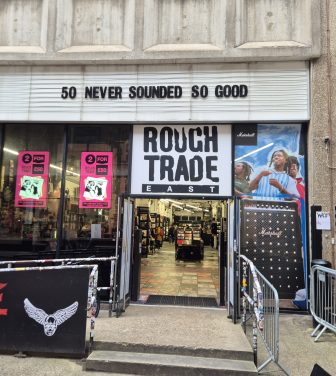 50 NEVER SOUNDED SO GOOD
ROUGH
TRADE
EAST
2 FOR
2 FOR
Marshall
Marshall